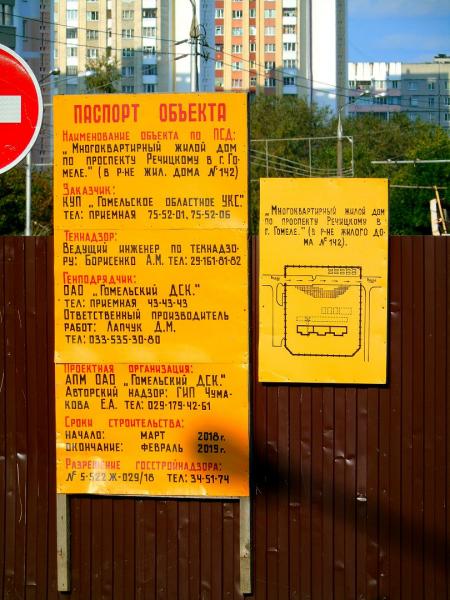 ПАСПОРТ ОБЪЕКТА
Наименование объекта по ПСД:
„Многоквартирный жилой дом
по проспекту Речицкому в г. Го-
меле." (в р-не жил. дома №142)
Заказчик:
КУП „Гомельское областное УКС"
тел: приемная 75-52-01, 75-52-06
Технадзор:
Ведущий инженер по технадзо-
ру: Борисенко А.М. тел: 29-161-81-82
Генподрядчик:
ОАО „Гомельский ДСК."
тел: приемная 43-43-43
Ответственный производитель
работ: Лапчук Д.М.
тел: 033-535-30-80
Проектная организация:
АПМ ОАО „Гомельский ДСК."
Авторский надзор: ГИП Чума-
кова Е.А. тел: 029-179-42-61
Сроки строительства:
начало: март 2018г.
окончание: февраль 2019г.
Разрешение госстройнадзора:
№ 5-522Ж-029/18 тел: 34-51-74
„Многоквартирный жилой дом
по проспекту Речицкому в
г. Гомеле." (в р-не жилого до-
ма №142).